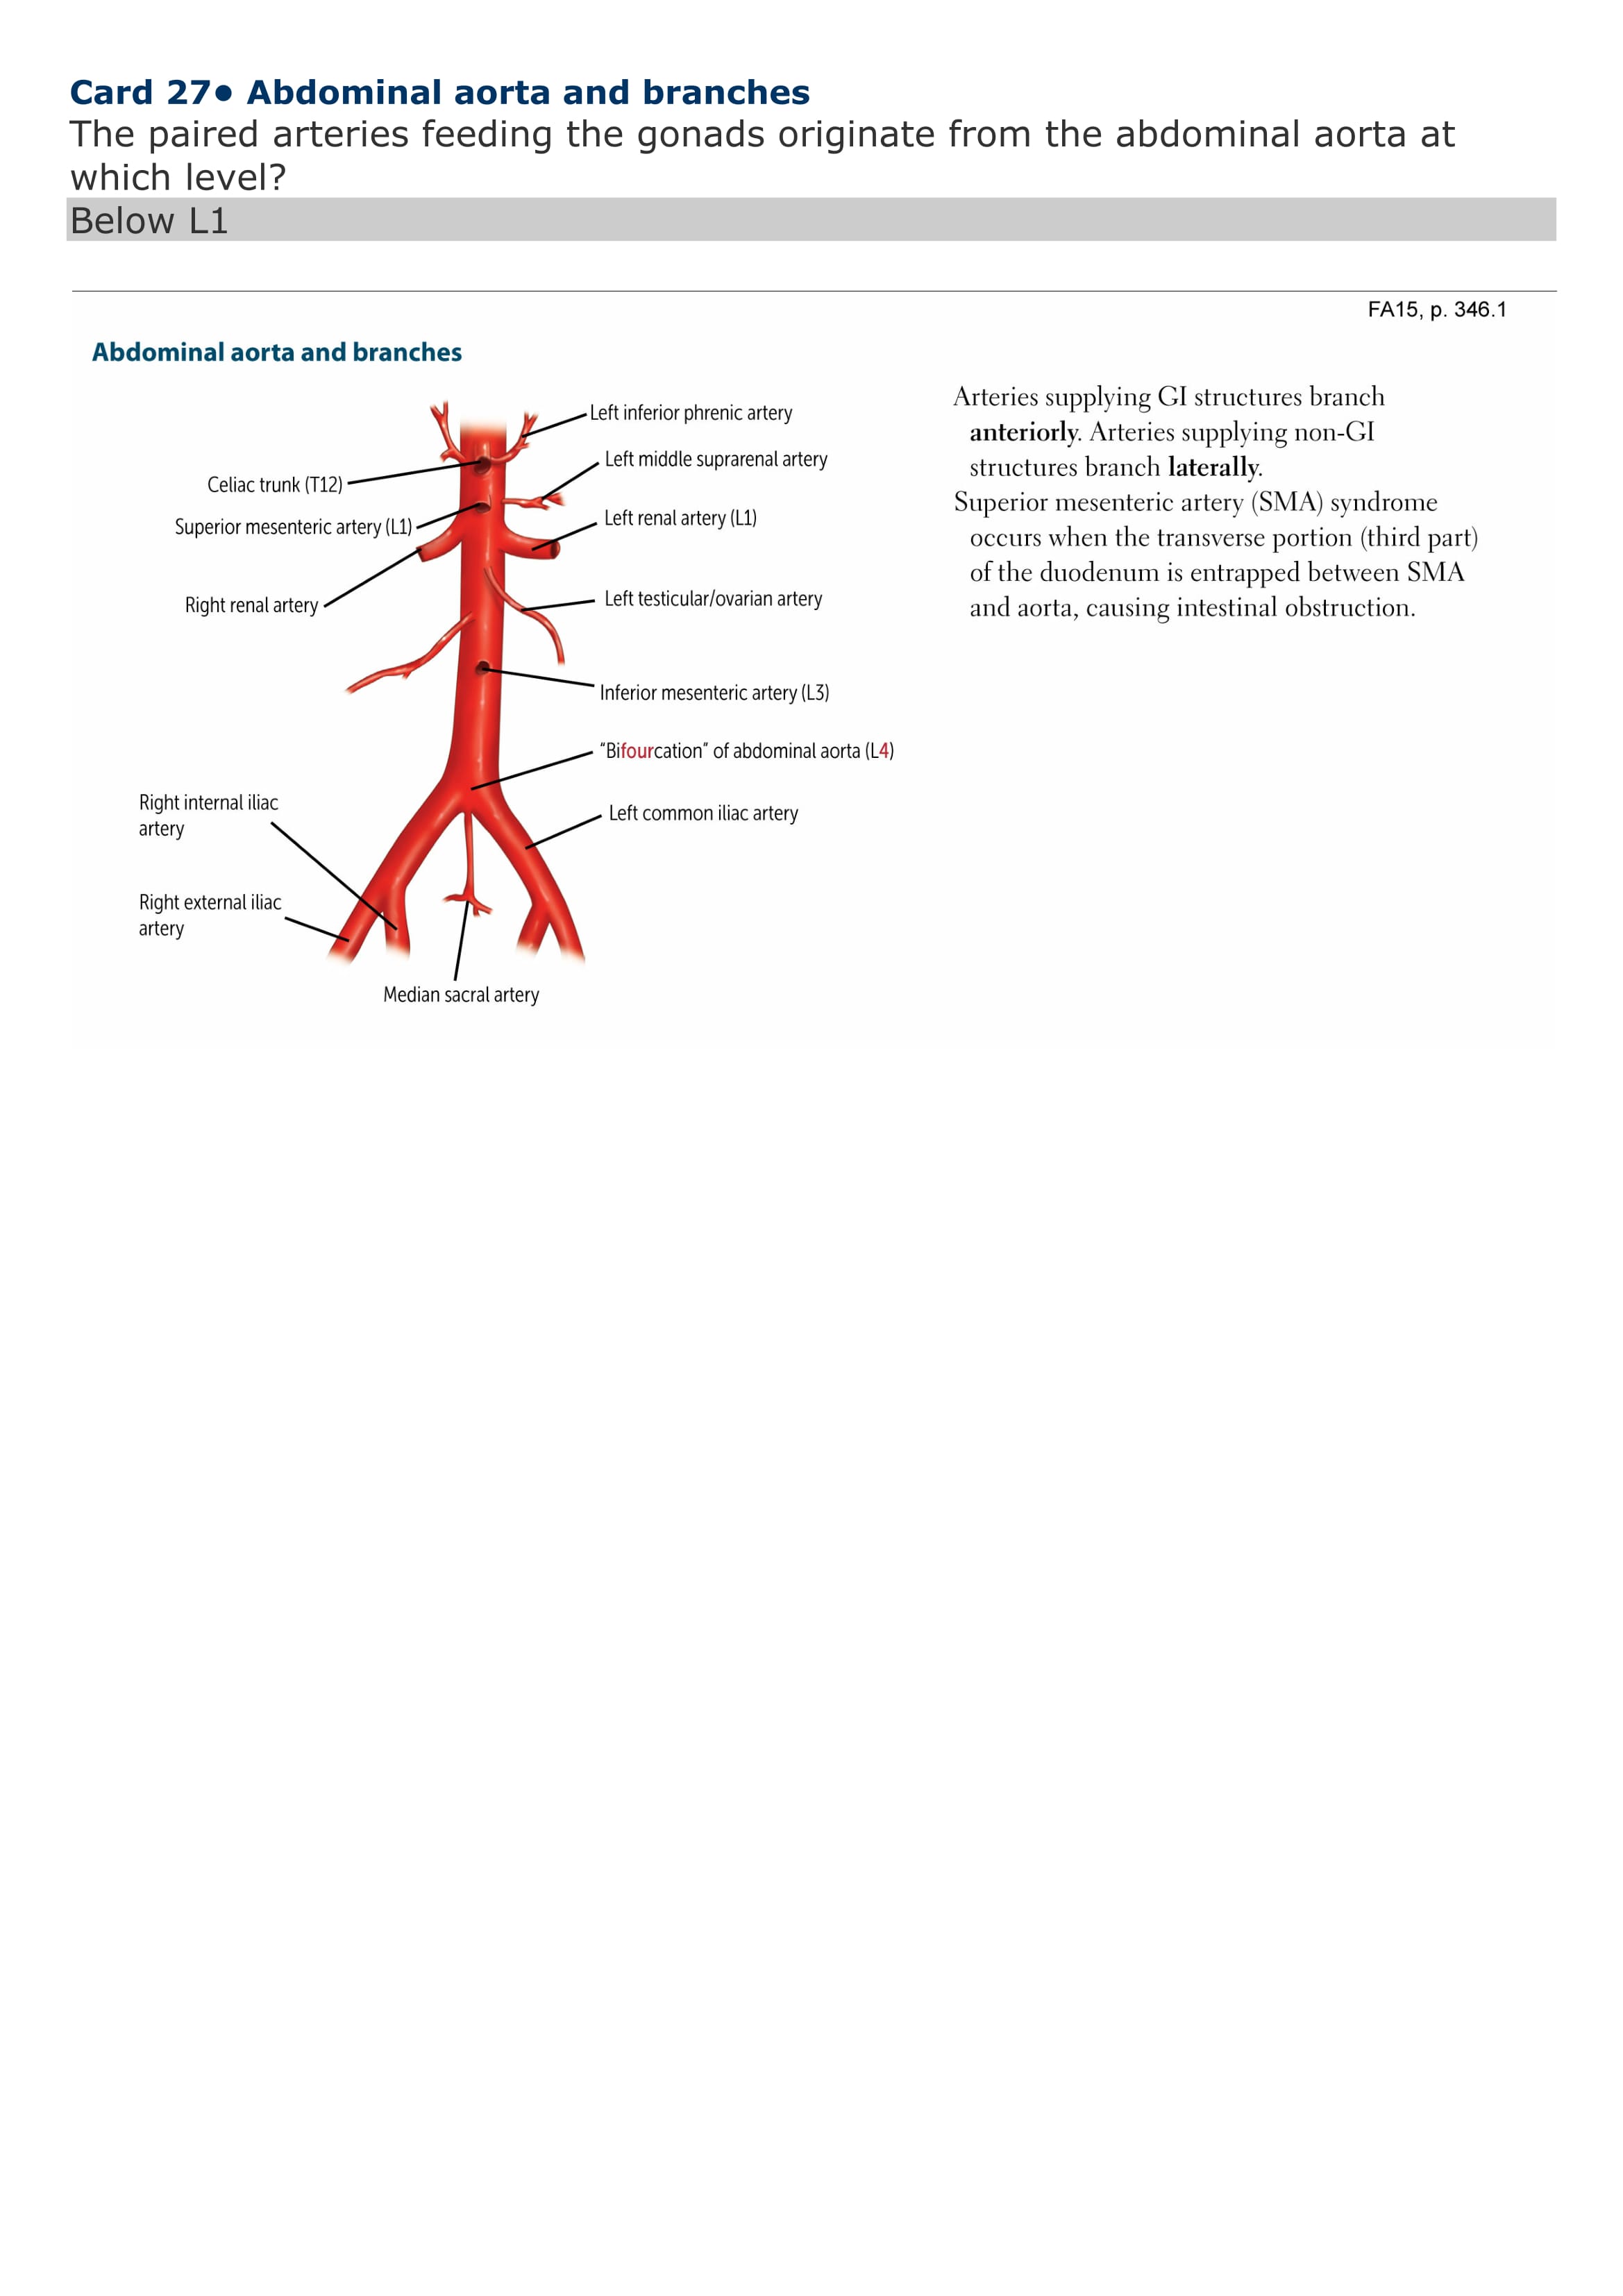 Card 27• Abdominal aorta and branches
The paired arteries feeding the gonads originate from the abdominal aorta at
which level?
Below L1
FA15, p. 346.1
Abdominal aorta and branches
Left inferior phrenic artery
Left middle suprarenal artery
Celiac trunk (T12)
Superior mesenteric artery (L1)
Left renal artery (L1)
Right renal artery
Left testicular/ovarian artery
Inferior mesenteric artery (L3)
“Bifourcation” of abdominal aorta (L4)
Right internal iliac
artery
Left common iliac artery
Right external iliac
artery
Median sacral artery
Arteries supplying GI structures branch
anteriorly. Arteries supplying non-GI
structures branch laterally.
Superior mesenteric artery (SMA) syndrome
occurs when the transverse portion (third part)
of the duodenum is entrapped between SMA
and aorta, causing intestinal obstruction.